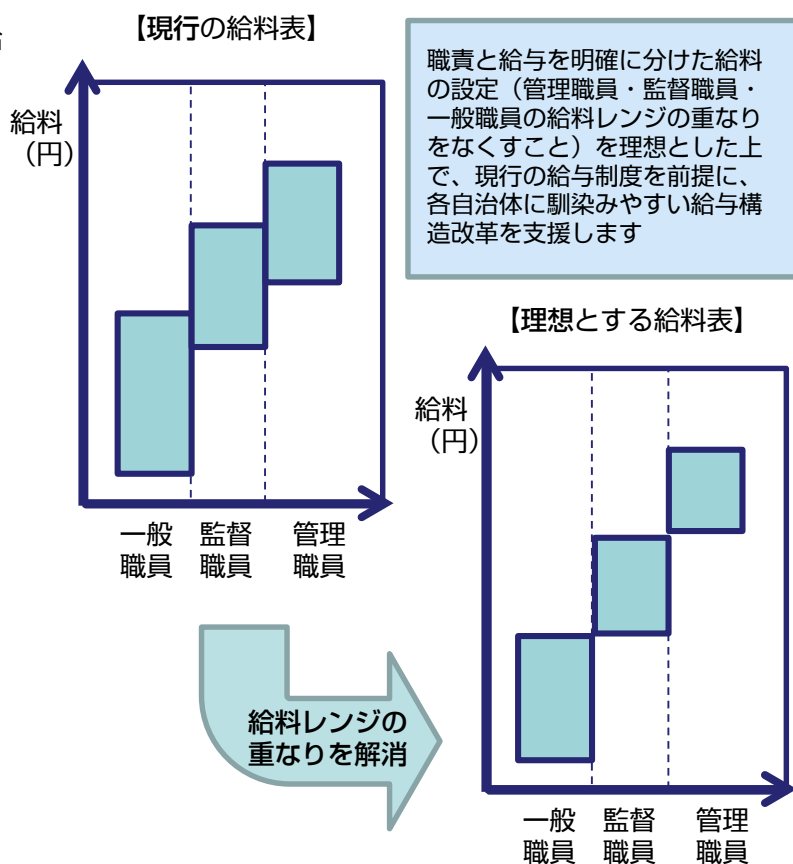 【現行の給料表】
給料
（円）
一般
職員
監督
職員
管理
職員
職責と給与を明確に分けた給料
の設定（管理職員・監督職員・
一般職員の給料レンジの重なり
をなくすこと）を理想とした上
で、現行の給与制度を前提に、
各自治体に馴染みやすい給与構
造改革を支援します
【理想とする給料表】
給料
（円）
一般
職員
監督
職員
管理
職員
給料レンジの
重なりを解消